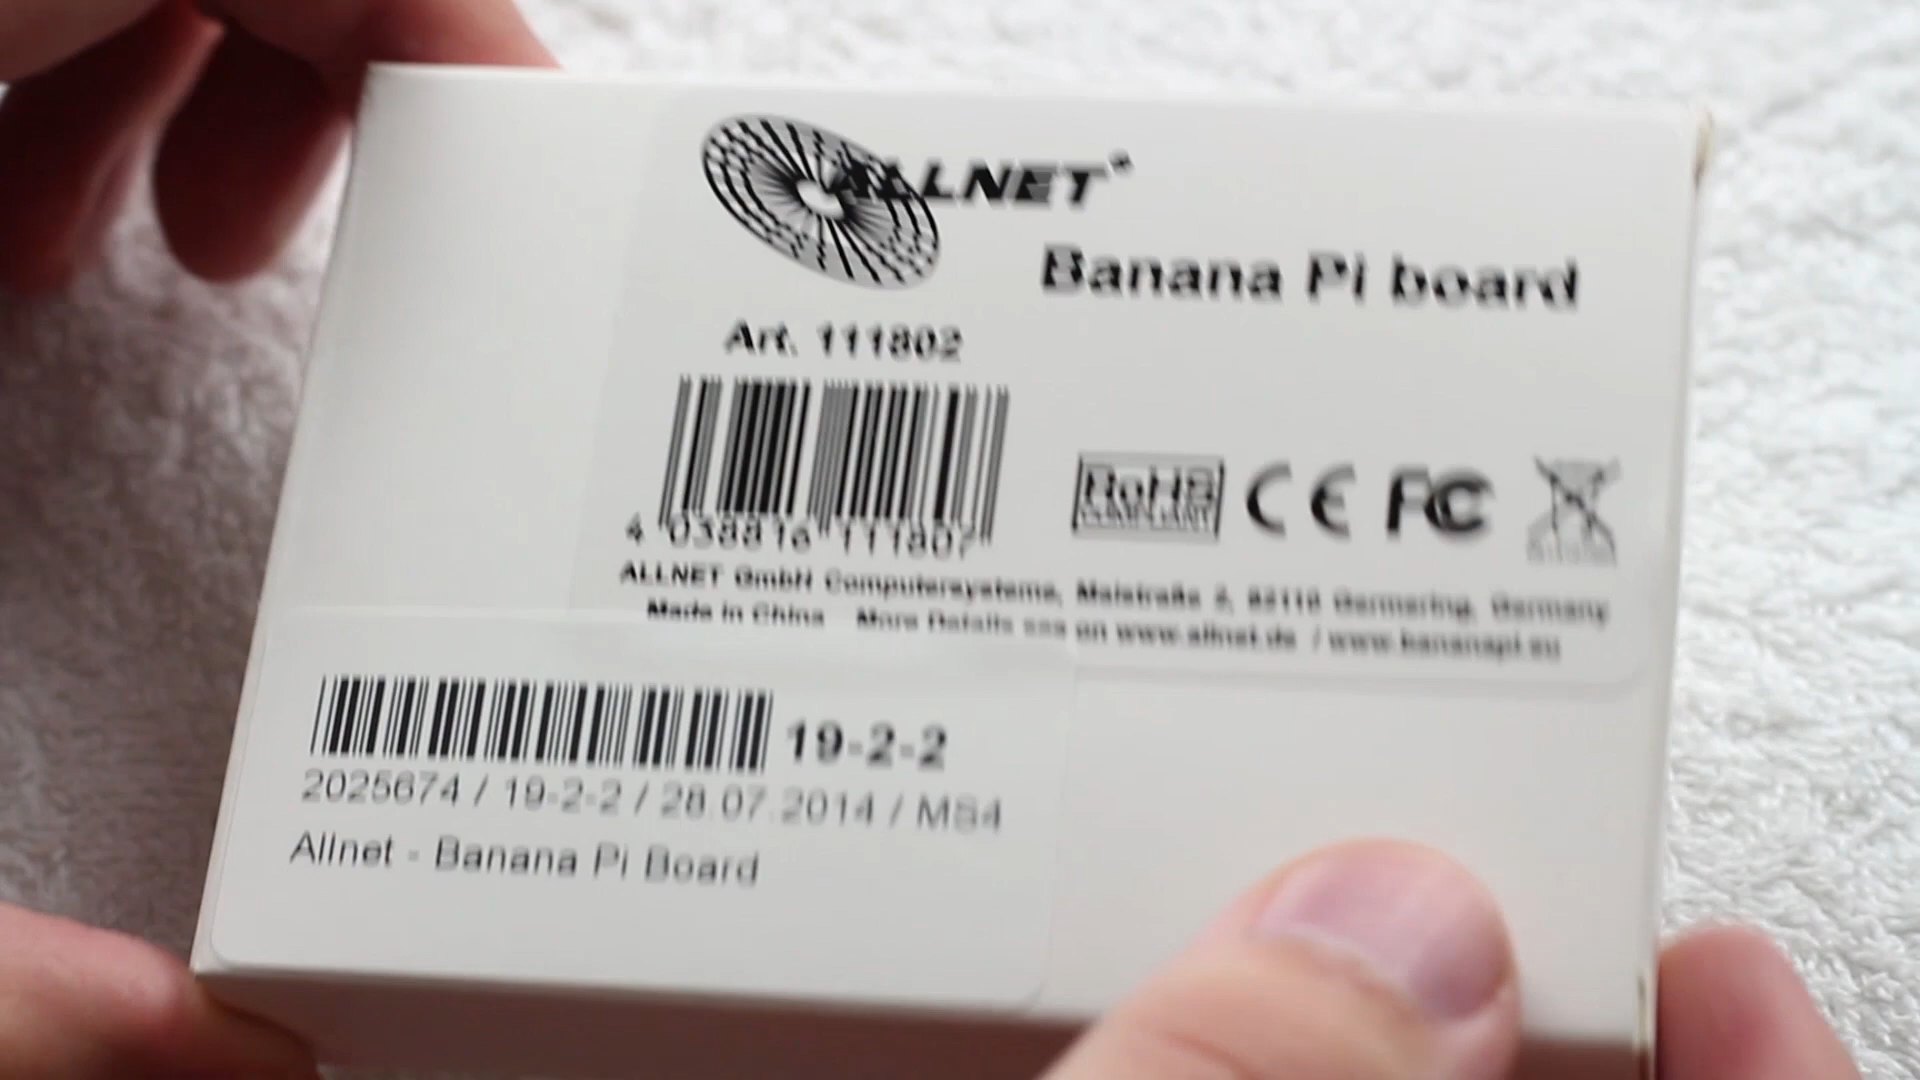 ALLNET®
Banana Pi board
Art. 111802
4 038816 111807
RoHS
COMPLIANT
CE FC
ALLNET GmbH Computersystems, Maistraße 2, 82110 Germering, Germany
Made in China More Details see on www.allnet.de / www.bananapi.eu
19-2-2
2025674 / 19-2-2 / 28.07.2014 / MS4
Allnet - Banana Pi Board